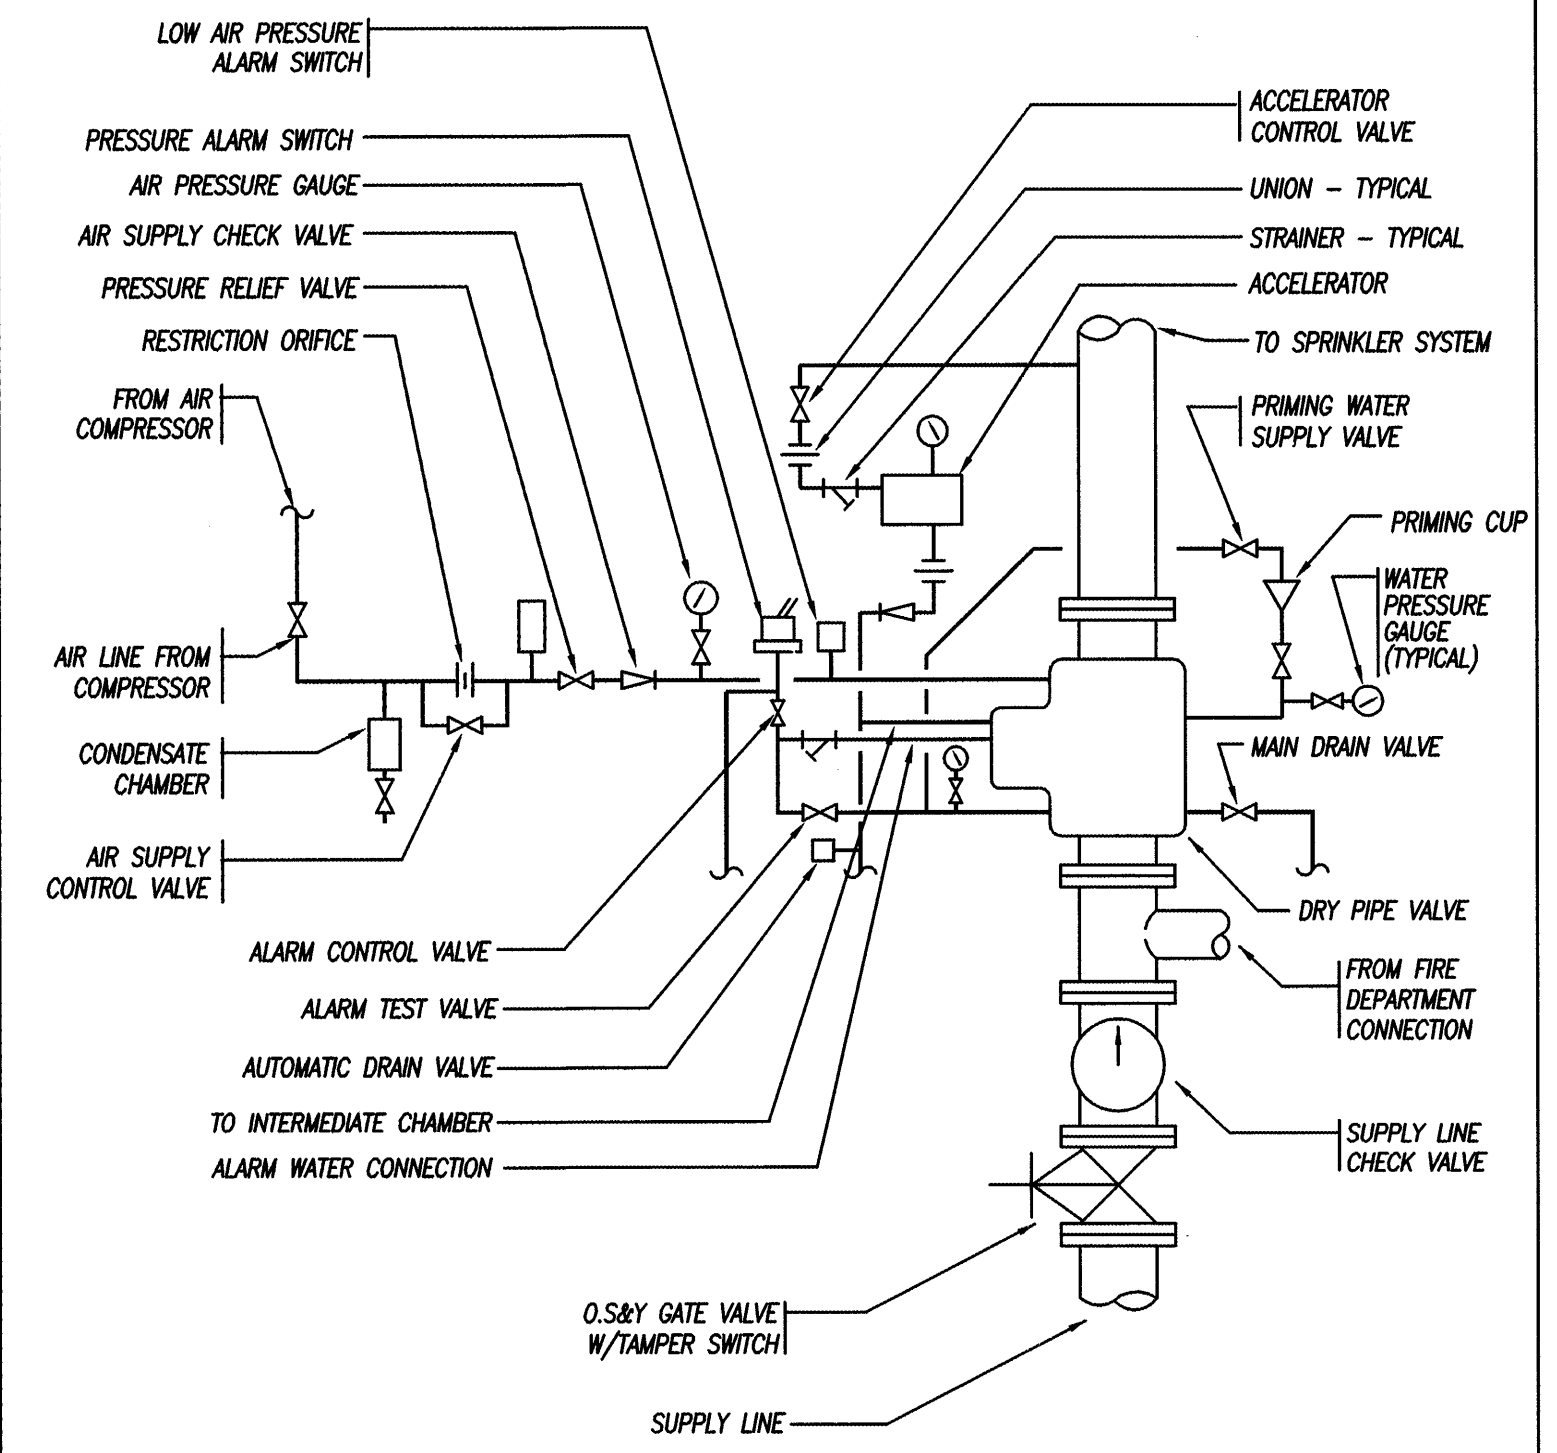 LOW AIR PRESSURE
ALARM SWITCH
PRESSURE ALARM SWITCH
AIR PRESSURE GAUGE
AIR SUPPLY CHECK VALVE
PRESSURE RELIEF VALVE
RESTRICTION ORIFICE
FROM AIR
COMPRESSOR
AIR LINE FROM
COMPRESSOR
CONDENSATE
CHAMBER
AIR SUPPLY
CONTROL VALVE
ALARM CONTROL VALVE
ALARM TEST VALVE
AUTOMATIC DRAIN VALVE
TO INTERMEDIATE CHAMBER
ALARM WATER CONNECTION
O.S&Y GATE VALVE
W/TAMPER SWITCH
SUPPLY LINE
ACCELERATOR
CONTROL VALVE
UNION - TYPICAL
STRAINER - TYPICAL
ACCELERATOR
TO SPRINKLER SYSTEM
PRIMING WATER
SUPPLY VALVE
PRIMING CUP
WATER
PRESSURE
GAUGE
(TYPICAL)
MAIN DRAIN VALVE
DRY PIPE VALVE
FROM FIRE
DEPARTMENT
CONNECTION
SUPPLY LINE
CHECK VALVE